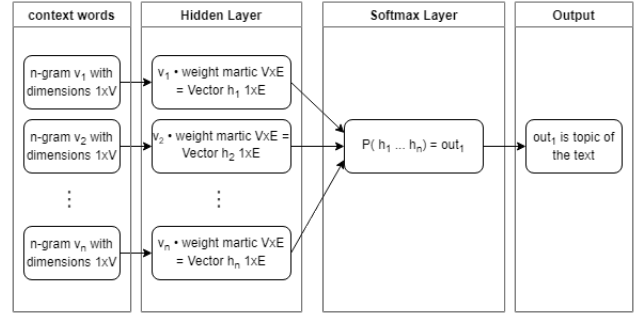 context words
Hidden Layer
Softmax Layer
Output
n-gram v₁ with
dimensions 1xV
v₁ • weight martic VxE
= Vector h₁ 1xE
n-gram v₂ with
dimensions 1xV
v₂ • weight martic VxE =
Vector h₂ 1xE
P( h₁ ... hₙ) = out₁
out₁ is topic of
the text
n-gram vₙ with
dimensions 1xV
vₙ • weight martic VxE
= Vector hₙ 1xE